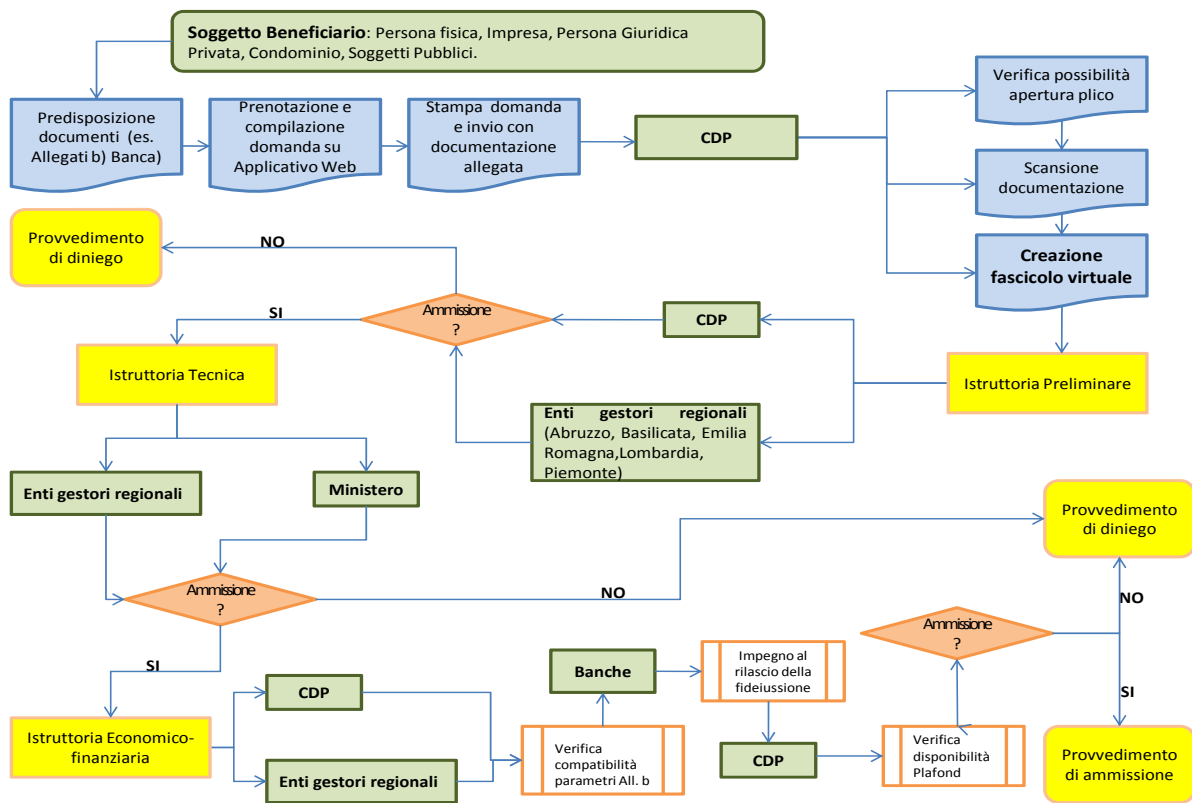 Soggetto Beneficiario: Persona fisica, Impresa, Persona Giuridica
Privata, Condominio, Soggetti Pubblici.
Predisposizione
documenti (es.
Allegati b) Banca)
Prenotazione e
compilazione
domanda su
Applicativo Web
Stampa domanda
e invio con
documentazione
allegata
CDP
Verifica possibilità
apertura plico
Scansione
documentazione
Creazione
fascicolo virtuale
Provvedimento
di diniego
NO
SI
Ammissione
?
CDP
Istruttoria Tecnica
Istruttoria Preliminare
Enti gestori regionali
(Abruzzo, Basilicata, Emilia
Romagna,Lombardia,
Piemonte)
Enti gestori regionali
Ministero
Provvedimento
di diniego
Ammissione
?
NO
SI
Ammissione
?
NO
SI
Banche
Impegno al
rilascio della
fideiussione
CDP
Istruttoria Economico-
finanziaria
Enti gestori regionali
Verifica
compatibilità
parametri All. b
CDP
Verifica
disponibilità
Plafond
Provvedimento
di ammissione